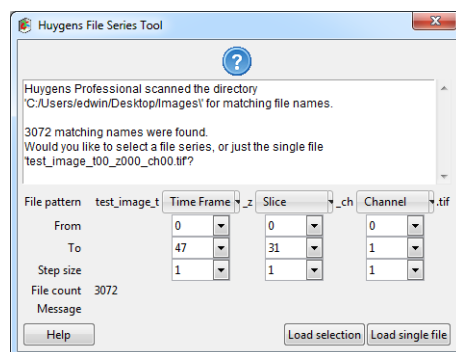 Huygens File Series Tool
Huygens Professional scanned the directory
'C:/Users/edwin/Desktop/Images\' for matching file names.
3072 matching names were found.
Would you like to select a file series, or just the single file
'test_image_t00_z000_ch00.tif'?
File pattern test_image_t Time Frame _z Slice _ch Channel .tif
From 0 0 0
To 47 31 1
Step size 1 1 1
File count 3072
Message
Help Load selection Load single file